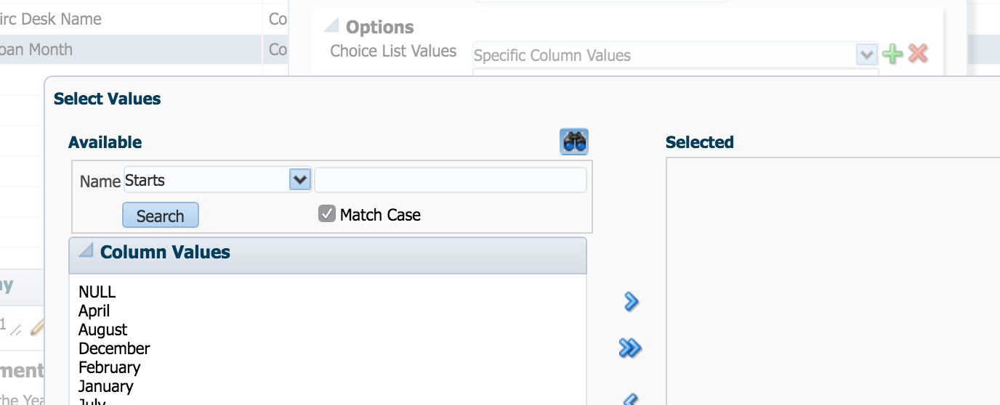 irc Desk Name
Co
oan Month
Co
Options
Choice List Values
Specific Column Values
Select Values
Available
Selected
Name
Starts
Search
Match Case
Column Values
NULL
April
August
December
February
January
July
ay
1
ment
the Yea